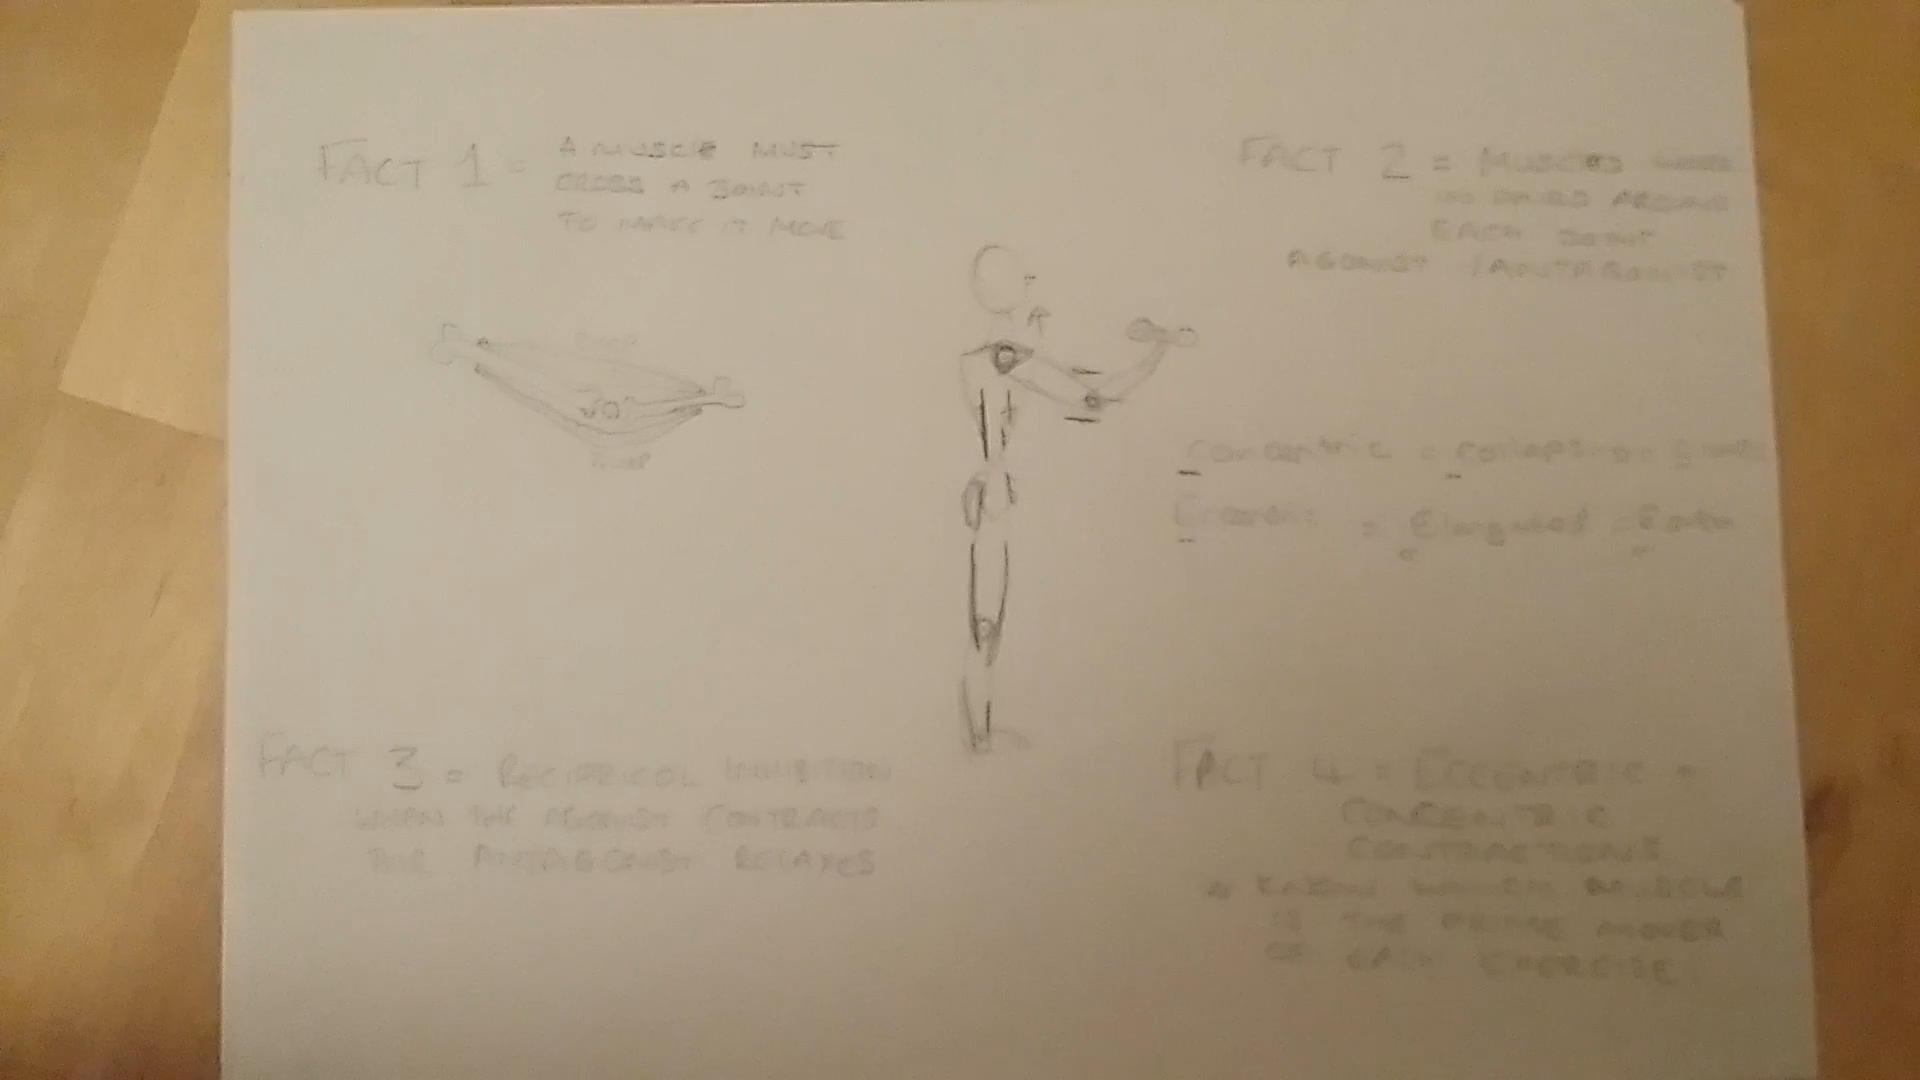 FACT 1 = A MUSCLE MUST
CROSS A JOINT
TO MAKE IT MOVE
FACT 2 = MUSCLES WORK
IN PAIRS AROUND
EACH JOINT
AGONIST / ANTAGONIST
Bicep
Tricep
Concentric = collapsing =
Eccentric = Elongated =
FACT 3 = RECIPRICOL INHIBITION
WHEN THE AGONIST CONTRACTS
THE ANTAGONIST RELAXES
FACT 4 = ECCENTRIC -
CONCENTRIC
CONTRACTIONS
KNOW WHICH MUSCLE
IS THE PRIME MOVER
OF EACH EXERCISE